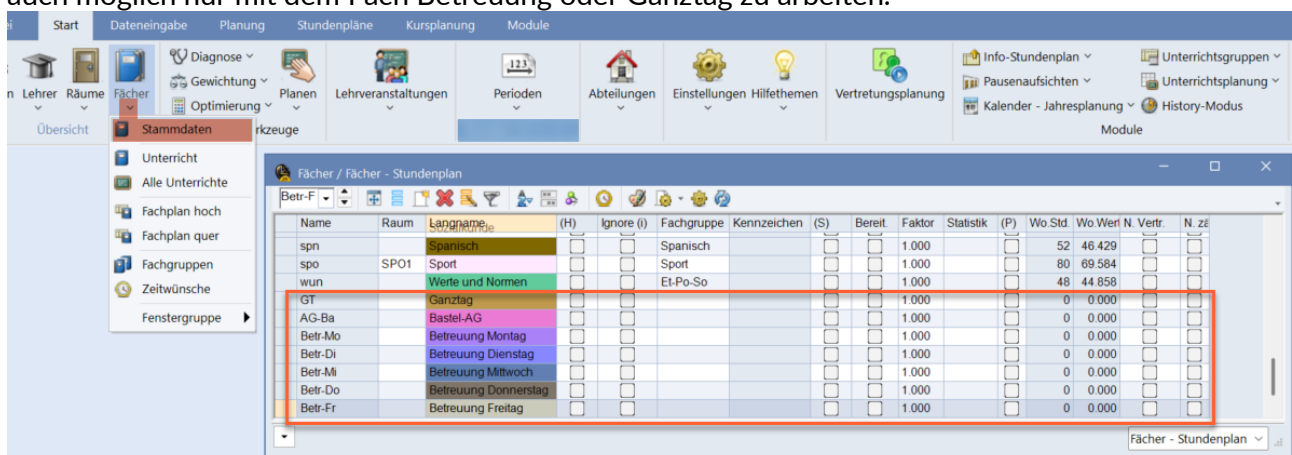 auch möglich nur mit dem Fach Betreuung oder Ganztag zu arbeiten.
Start Dateneingabe Planung Stundenpläne Kursplanung Module
Diagnose
Gewichtung
Optimierung
Lehrer Räume Fächer Planen Lehrveranstaltungen Perioden Abteilungen Einstellungen Hilfethemen Vertretungsplanung
Info-Stundenplan Unterrichtsgruppen
Pausenaufsichten Unterrichtsplanung
Kalender - Jahresplanung History-Modus
Übersicht rkzeuge Module
Stammdaten
Unterricht
Alle Unterrichte
Fachplan hoch
Fachplan quer
Fachgruppen
Zeitwünsche
Fenstergruppe
Fächer / Fächer - Stundenplan
Betr-F
Name Raum Langname (H) Ignore (i) Fachgruppe Kennzeichen (S) Bereit. Faktor Statistik (P) Wo.Std. Wo.Wert N. Vertr. N. zä
spn Spanisch Spanisch 1.000 52 46.429
spo SPO1 Sport Sport 1.000 80 69.584
wun Werte und Normen Et-Po-So 1.000 48 44.858
GT Ganztag 1.000 0 0.000
AG-Ba Bastel-AG 1.000 0 0.000
Betr-Mo Betreuung Montag 1.000 0 0.000
Betr-Di Betreuung Dienstag 1.000 0 0.000
Betr-Mi Betreuung Mittwoch 1.000 0 0.000
Betr-Do Betreuung Donnerstag 1.000 0 0.000
Betr-Fr Betreuung Freitag 1.000 0 0.000
Fächer - Stundenplan